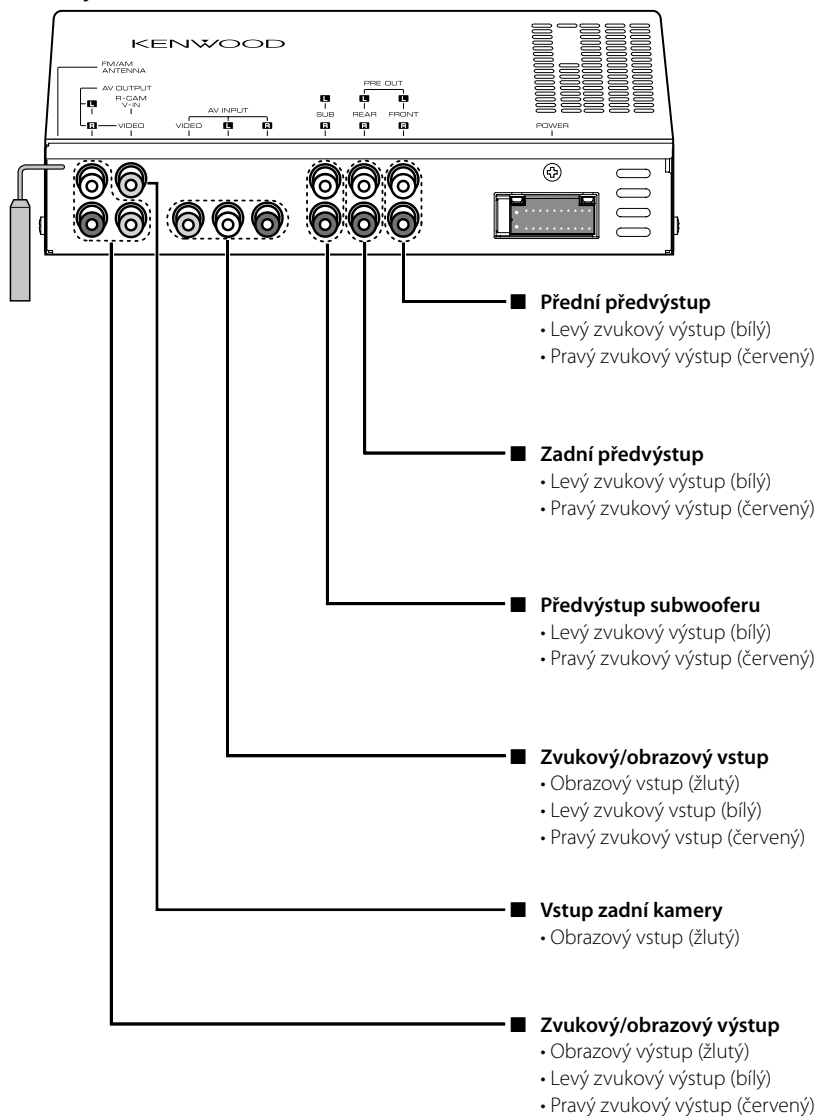 KENWOOD
FM/AM
ANTENNA
AV OUTPUT
L
R-CAM
V-IN
R
VIDEO
AV INPUT
VIDEO
L
R
PRE OUT
L
L
L
SUB
REAR
FRONT
R
R
R
POWER
■ Přední předvýstup
• Levý zvukový výstup (bílý)
• Pravý zvukový výstup (červený)
■ Zadní předvýstup
• Levý zvukový výstup (bílý)
• Pravý zvukový výstup (červený)
■ Předvýstup subwooferu
• Levý zvukový výstup (bílý)
• Pravý zvukový výstup (červený)
■ Zvukový/obrazový vstup
• Obrazový vstup (žlutý)
• Levý zvukový vstup (bílý)
• Pravý zvukový vstup (červený)
■ Vstup zadní kamery
• Obrazový vstup (žlutý)
■ Zvukový/obrazový výstup
• Obrazový výstup (žlutý)
• Levý zvukový výstup (bílý)
• Pravý zvukový výstup (červený)